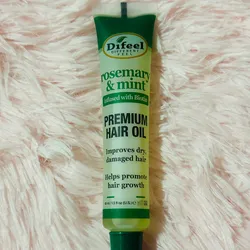 Difeel
rosemary
& mint
infused with Biotin
PREMIUM
HAIR OIL
Improves dry,
damaged hair
Helps promote
hair growth